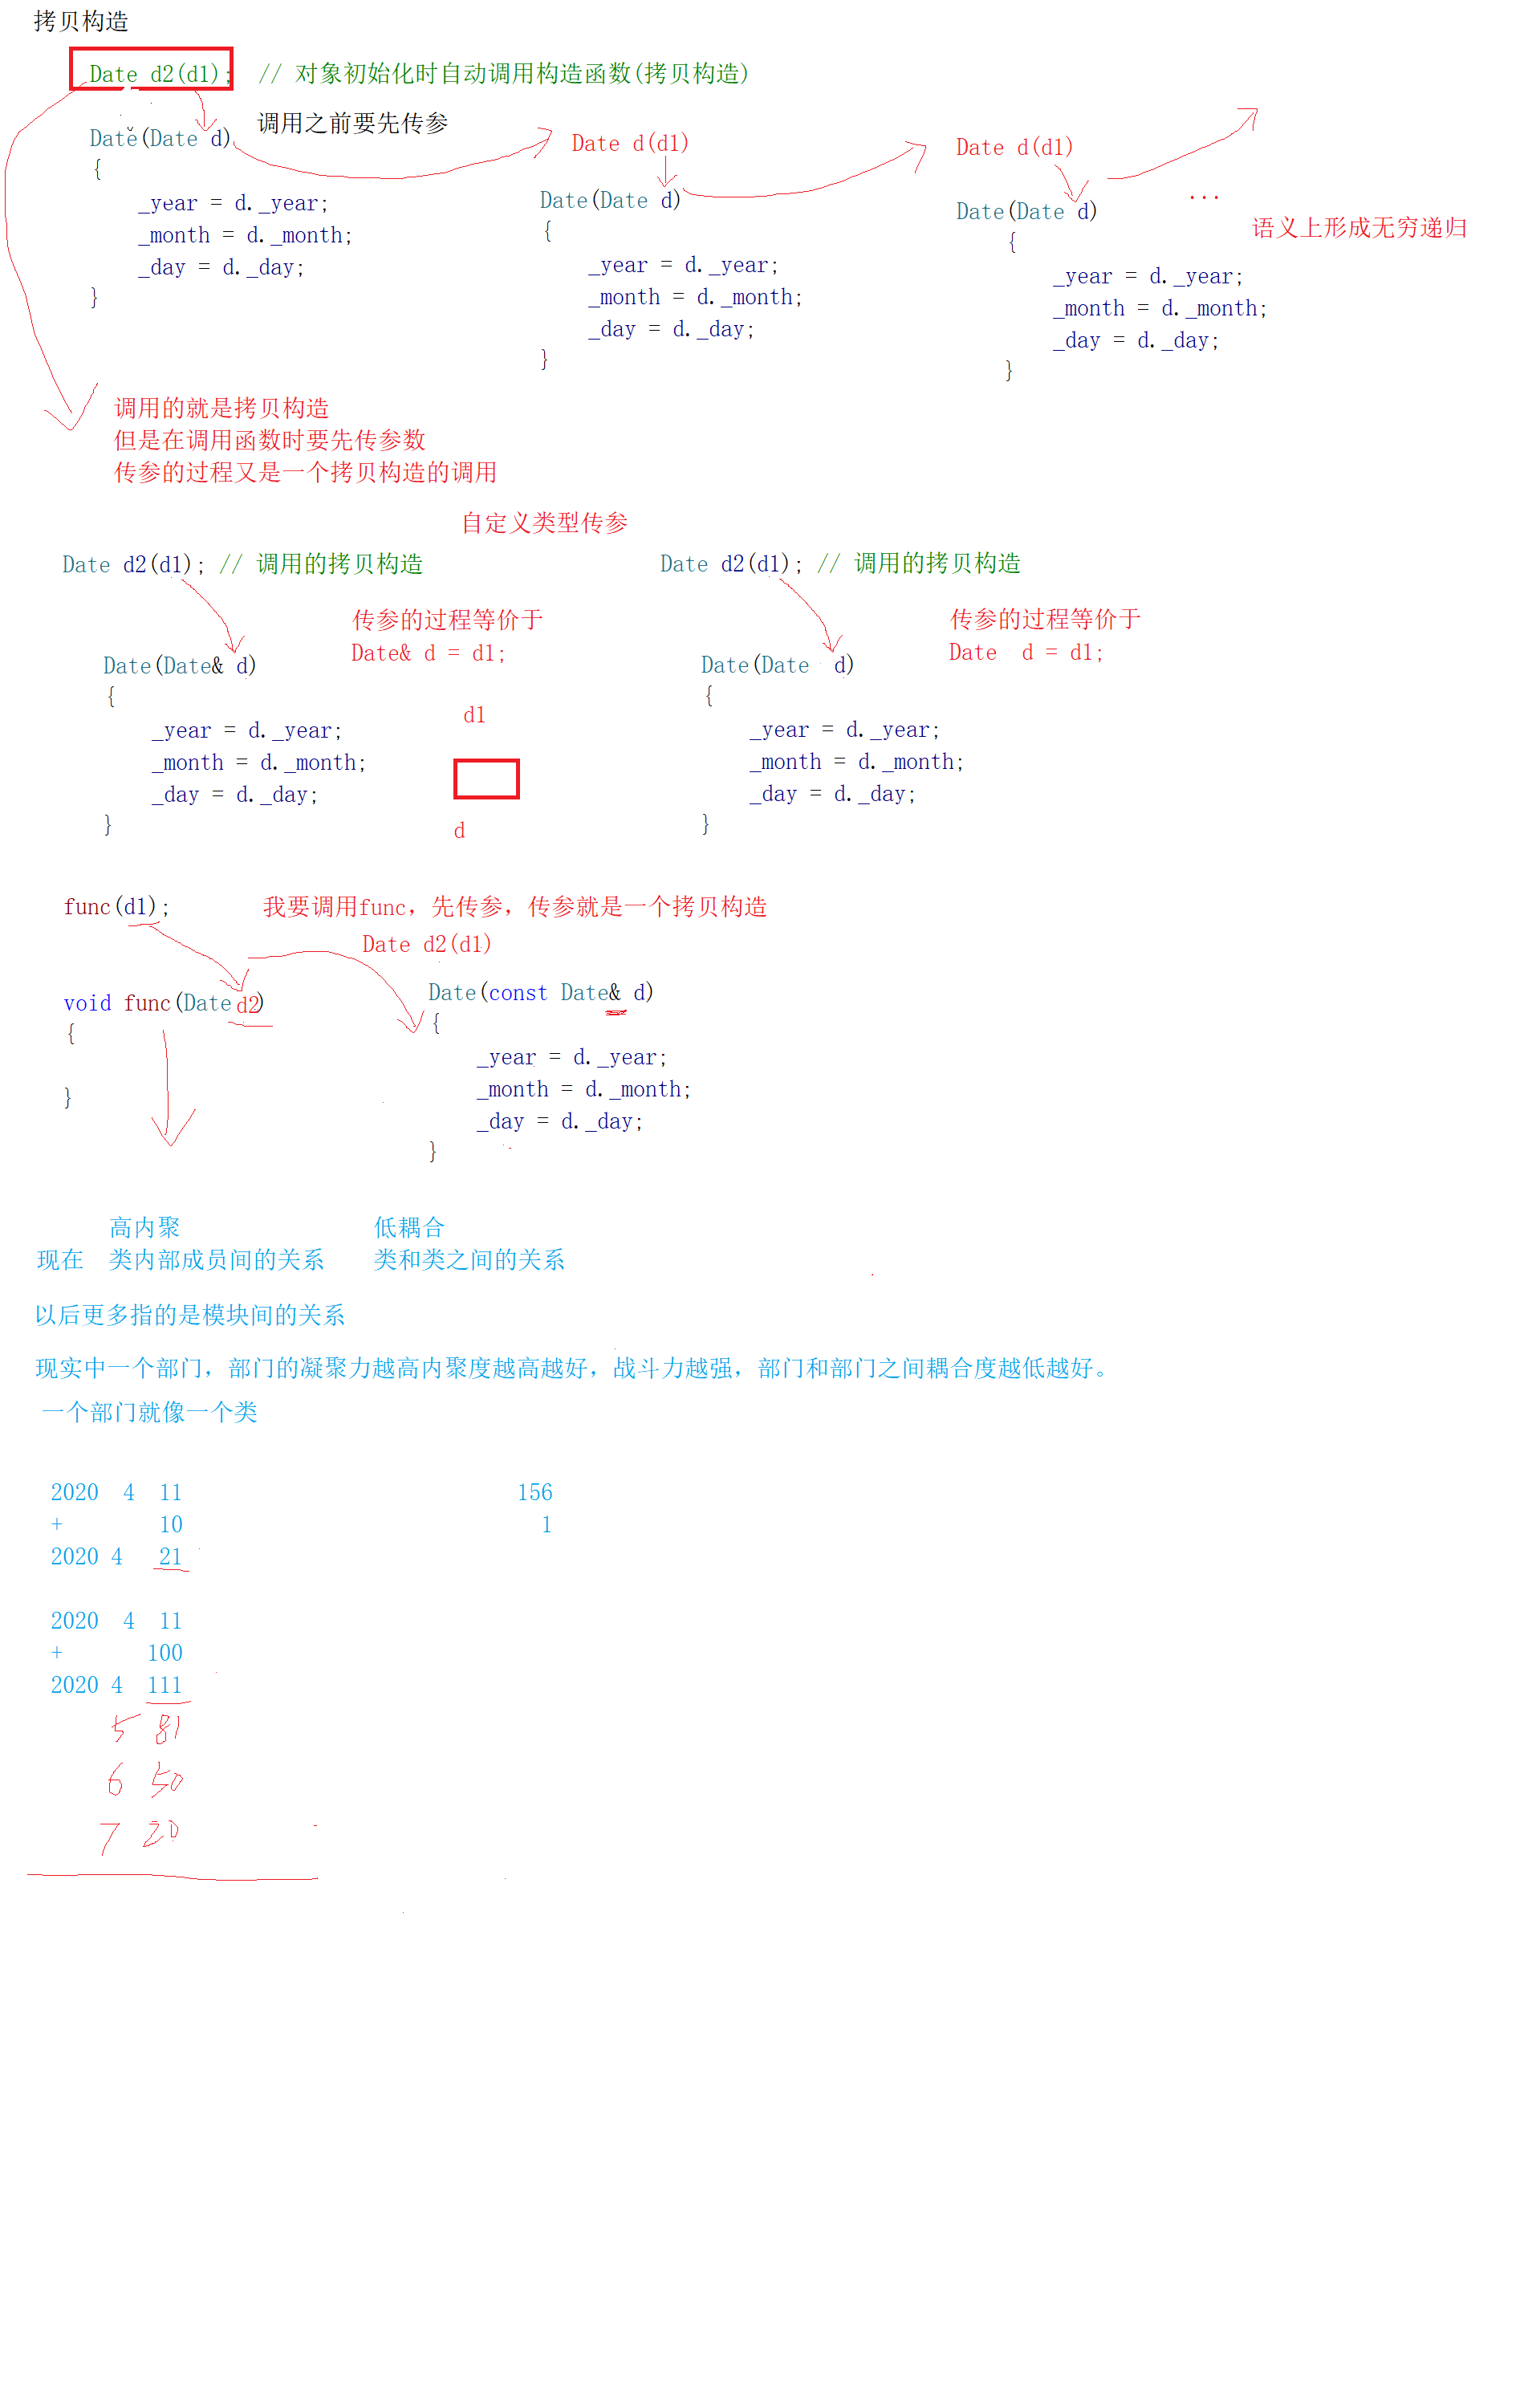 拷贝构造
Date d2(d1);  // 对象初始化时自动调用构造函数(拷贝构造)
调用之前要先传参
Date(Date d)
{
_year = d._year;
_month = d._month;
_day = d._day;
}
Date d(d1)
Date(Date d)
{
_year = d._year;
_month = d._month;
_day = d._day;
}
Date d(d1)
Date(Date d)
{
_year = d._year;
_month = d._month;
_day = d._day;
}
...
语义上形成无穷递归
调用的就是拷贝构造
但是在调用函数时要先传参数
传参的过程又是一个拷贝构造的调用
自定义类型传参
Date d2(d1); // 调用的拷贝构造
传参的过程等价于
Date& d = d1;
Date(Date& d)
{
_year = d._year;
_month = d._month;
_day = d._day;
}
d1
d
Date d2(d1); // 调用的拷贝构造
传参的过程等价于
Date  d = d1;
Date(Date  d)
{
_year = d._year;
_month = d._month;
_day = d._day;
}
func(d1);
我要调用func，先传参，传参就是一个拷贝构造
Date d2(d1)
void func(Date d2)
{
}
Date(const Date& d)
{
_year = d._year;
_month = d._month;
_day = d._day;
}
高内聚 低耦合
现在 类内部成员间的关系 类和类之间的关系
以后更多指的是模块间的关系
现实中一个部门，部门的凝聚力越高内聚度越高越好，战斗力越强，部门和部门之间耦合度越低越好。
一个部门就像一个类
2020 4 11
+ 10
2020 4 21
156
1
2020 4 11
+ 100
2020 4 111
5 81
6 50
7 20